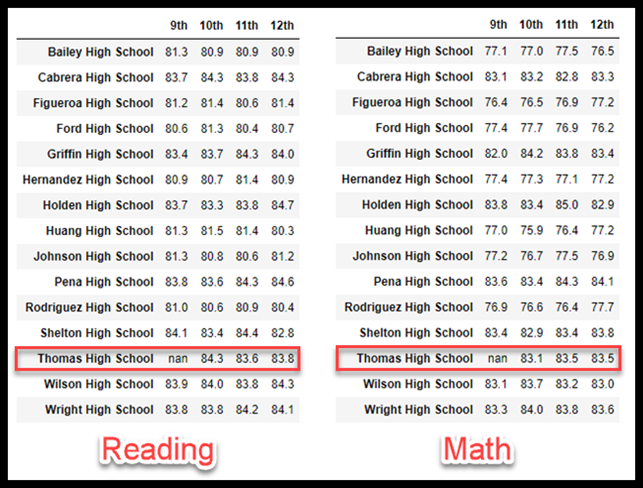 9th 10th 11th 12th
Bailey High School 81.3 80.9 80.9 80.9
Cabrera High School 83.7 84.3 83.8 84.3
Figueroa High School 81.2 81.4 80.6 81.4
Ford High School 80.6 81.3 80.4 80.7
Griffin High School 83.4 83.7 84.3 84.0
Hernandez High School 80.9 80.7 81.4 80.9
Holden High School 83.7 83.3 83.8 84.7
Huang High School 81.3 81.5 81.4 80.3
Johnson High School 81.3 80.8 80.6 81.2
Pena High School 83.8 83.6 84.3 84.6
Rodriguez High School 81.0 80.6 80.9 80.4
Shelton High School 84.1 83.4 84.4 82.8
Thomas High School nan 84.3 83.6 83.8
Wilson High School 83.9 84.0 83.8 84.3
Wright High School 83.8 83.8 84.2 84.1
Reading
9th 10th 11th 12th
Bailey High School 77.1 77.0 77.5 76.5
Cabrera High School 83.1 83.2 82.8 83.3
Figueroa High School 76.4 76.5 76.9 77.2
Ford High School 77.4 77.7 76.9 76.2
Griffin High School 82.0 84.2 83.8 83.4
Hernandez High School 77.4 77.3 77.1 77.2
Holden High School 83.8 83.4 85.0 82.9
Huang High School 77.0 75.9 76.4 77.2
Johnson High School 77.2 76.7 77.5 76.9
Pena High School 83.6 83.4 84.3 84.1
Rodriguez High School 76.9 76.6 76.4 77.7
Shelton High School 83.4 82.9 83.4 83.8
Thomas High School nan 83.1 83.5 83.5
Wilson High School 83.1 83.7 83.2 83.0
Wright High School 83.3 84.0 83.8 83.6
Math